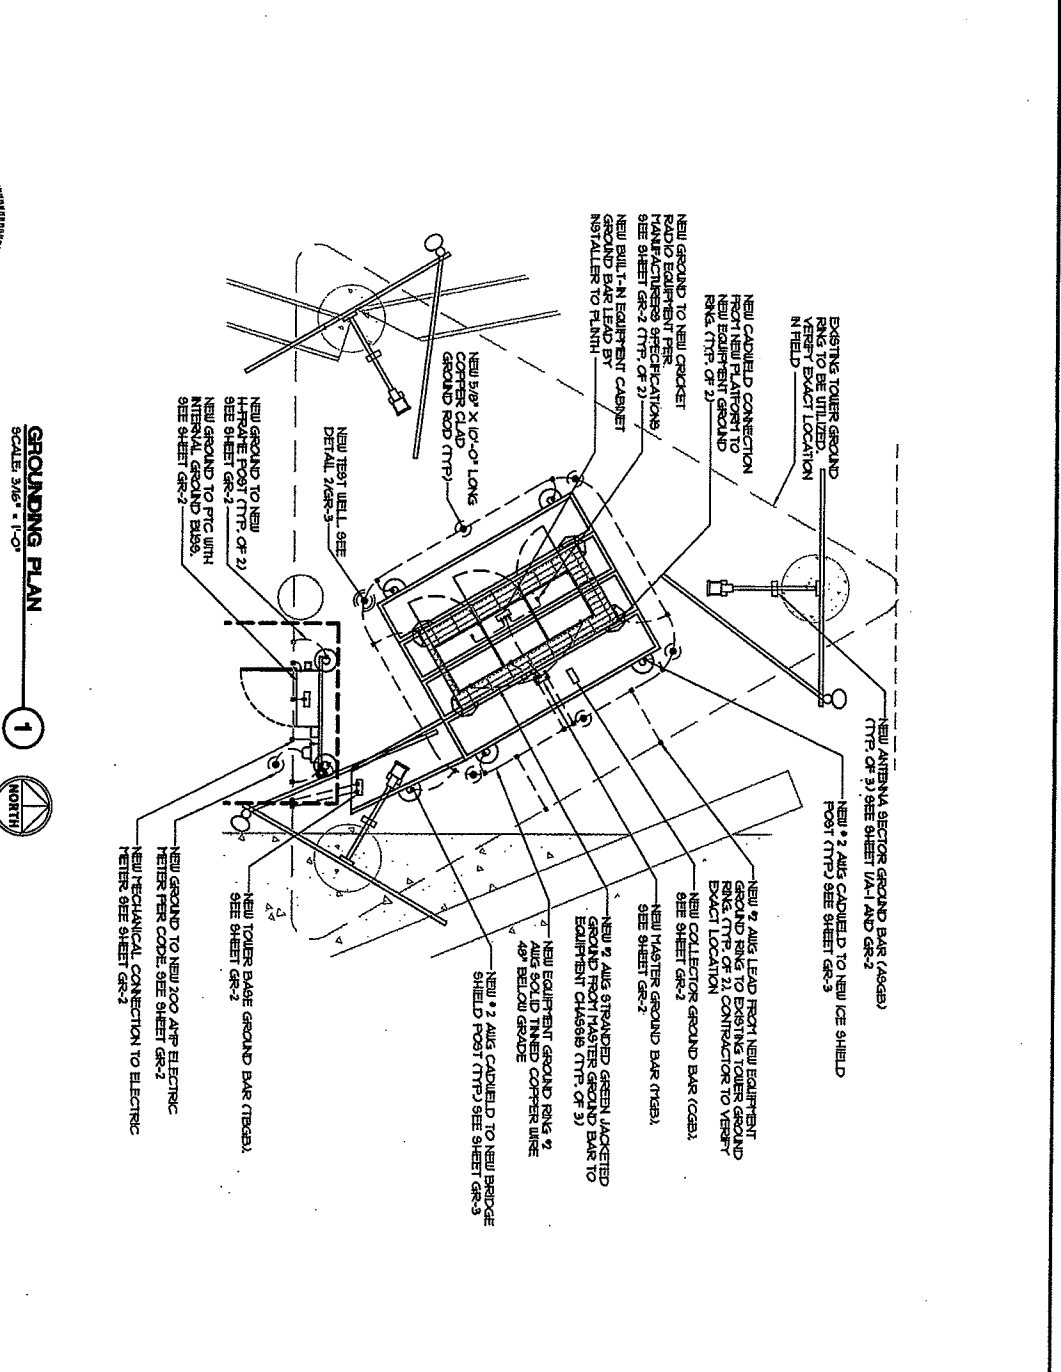 EXISTING TOWER GROUND
RING TO BE UTILIZED.
VERIFY EXACT LOCATION
IN FIELD
NEW CADWELD CONNECTION
FROM NEW PLATFORM TO
NEW EQUIPMENT GROUND
RING. (TYP. OF 2)
NEW GROUND TO NEW CRICKET
RADIO EQUIPMENT PER
MANUFACTURERS SPECIFICATIONS
SEE SHEET GR-2 (TYP. OF 2)
NEW BUILT-IN EQUIPMENT CABINET
GROUND BAR LEAD BY
INSTALLER TO PLINTH
NEW 5/8" X 10'-0" LONG
COPPER CLAD
GROUND ROD (TYP)
NEW TEST WELL. SEE
DETAIL 2/GR-3
NEW GROUND TO NEW
H-FRAME POST (TYP. OF 2)
SEE SHEET GR-2
NEW GROUND TO PTC WITH
INTERNAL GROUND BUSS.
SEE SHEET GR-2
NEW ANTENNA SECTOR GROUND BAR (ASGB)
(TYP. OF 3) SEE SHEET 1/A-1 AND GR-2
NEW #2 AWG CADWELD TO NEW ICE SHIELD
POST (TYP.) SEE SHEET GR-3
NEW #2 AWG LEAD FROM NEW EQUIPMENT
GROUND RING TO EXISTING TOWER GROUND
RING. (TYP. OF 2). CONTRACTOR TO VERIFY
EXACT LOCATION
NEW COLLECTOR GROUND BAR (CGB).
SEE SHEET GR-2
NEW MASTER GROUND BAR (MGB).
SEE SHEET GR-2
NEW #2 AWG STRANDED GREEN JACKETED
GROUND FROM MASTER GROUND BAR TO
EQUIPMENT CHASSIS (TYP. OF 3)
NEW EQUIPMENT GROUND RING #2
AWG SOLID TINNED COPPER WIRE
48" BELOW GRADE
NEW #2 AWG CADWELD TO NEW BRIDGE
SHIELD POST (TYP.) SEE SHEET GR-3
NEW TOWER BASE GROUND BAR (TBGB).
SEE SHEET GR-2
NEW GROUND TO NEW 200 AMP ELECTRIC
METER PER CODE. SEE SHEET GR-2
NEW MECHANICAL CONNECTION TO ELECTRIC
METER SEE SHEET GR-2
GROUNDING PLAN
SCALE: 3/16" = 1'-0"
1
NORTH